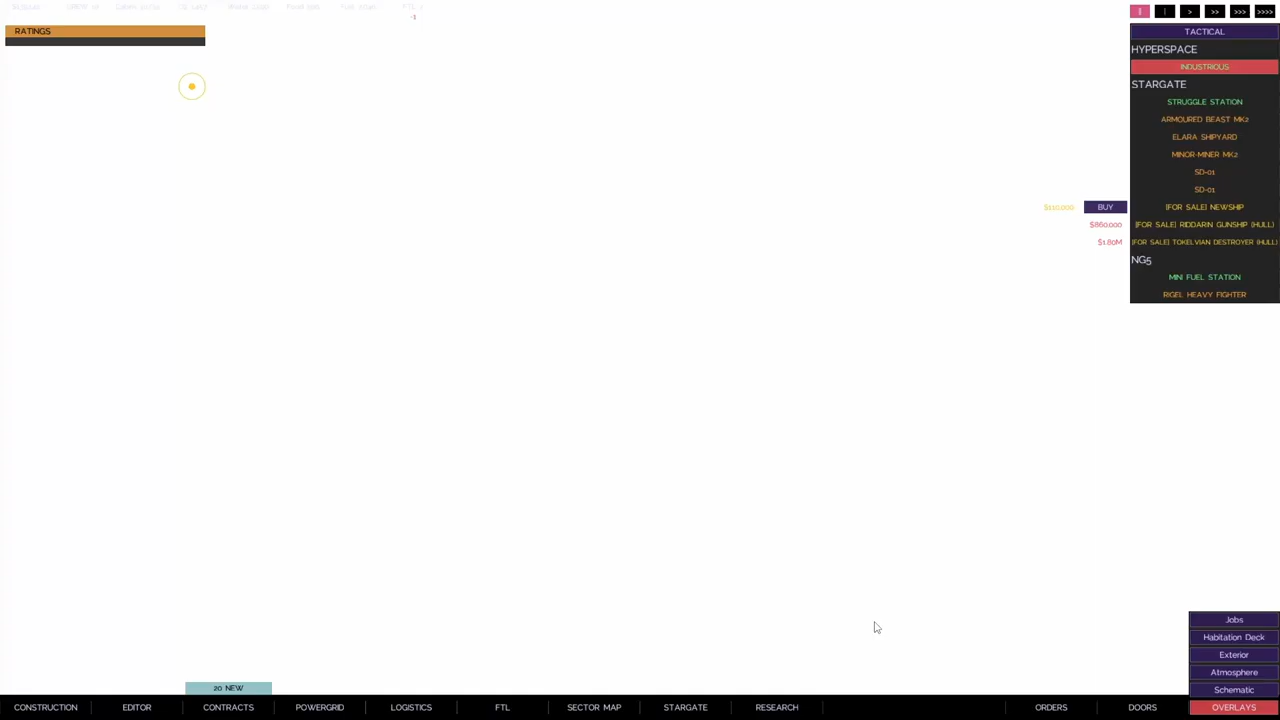 || | > >> >>> >>>>
-1
RATINGS
TACTICAL
HYPERSPACE
INDUSTRIOUS
STARGATE
STRUGGLE STATION
ARMOURED BEAST MK2
ELARA SHIPYARD
MINOR-MINER MK2
SD-01
SD-01
$110,000 BUY [FOR SALE] NEWSHIP
$860,000 [FOR SALE] RIDDARIN GUNSHIP (HULL)
$1.80M [FOR SALE] TOKELVIAN DESTROYER (HULL)
NG5
MINI FUEL STATION
RIGEL HEAVY FIGHTER
Jobs
Habitation Deck
Exterior
Atmosphere
Schematic
20 NEW
CONSTRUCTION EDITOR CONTRACTS POWERGRID LOGISTICS FTL SECTOR MAP STARGATE RESEARCH ORDERS DOORS OVERLAYS